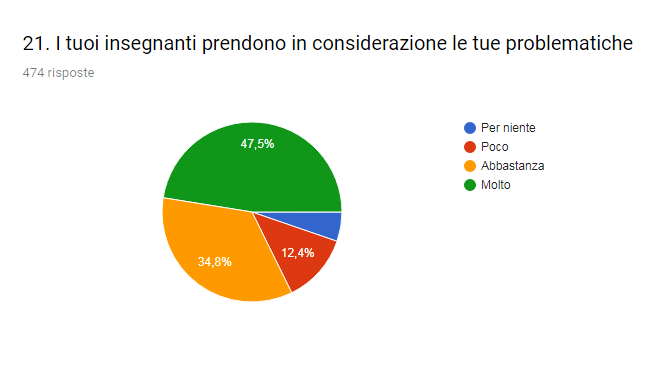 21. I tuoi insegnanti prendono in considerazione le tue problematiche
474 risposte
47,5%
34,8%
12,4%
Per niente
Poco
Abbastanza
Molto